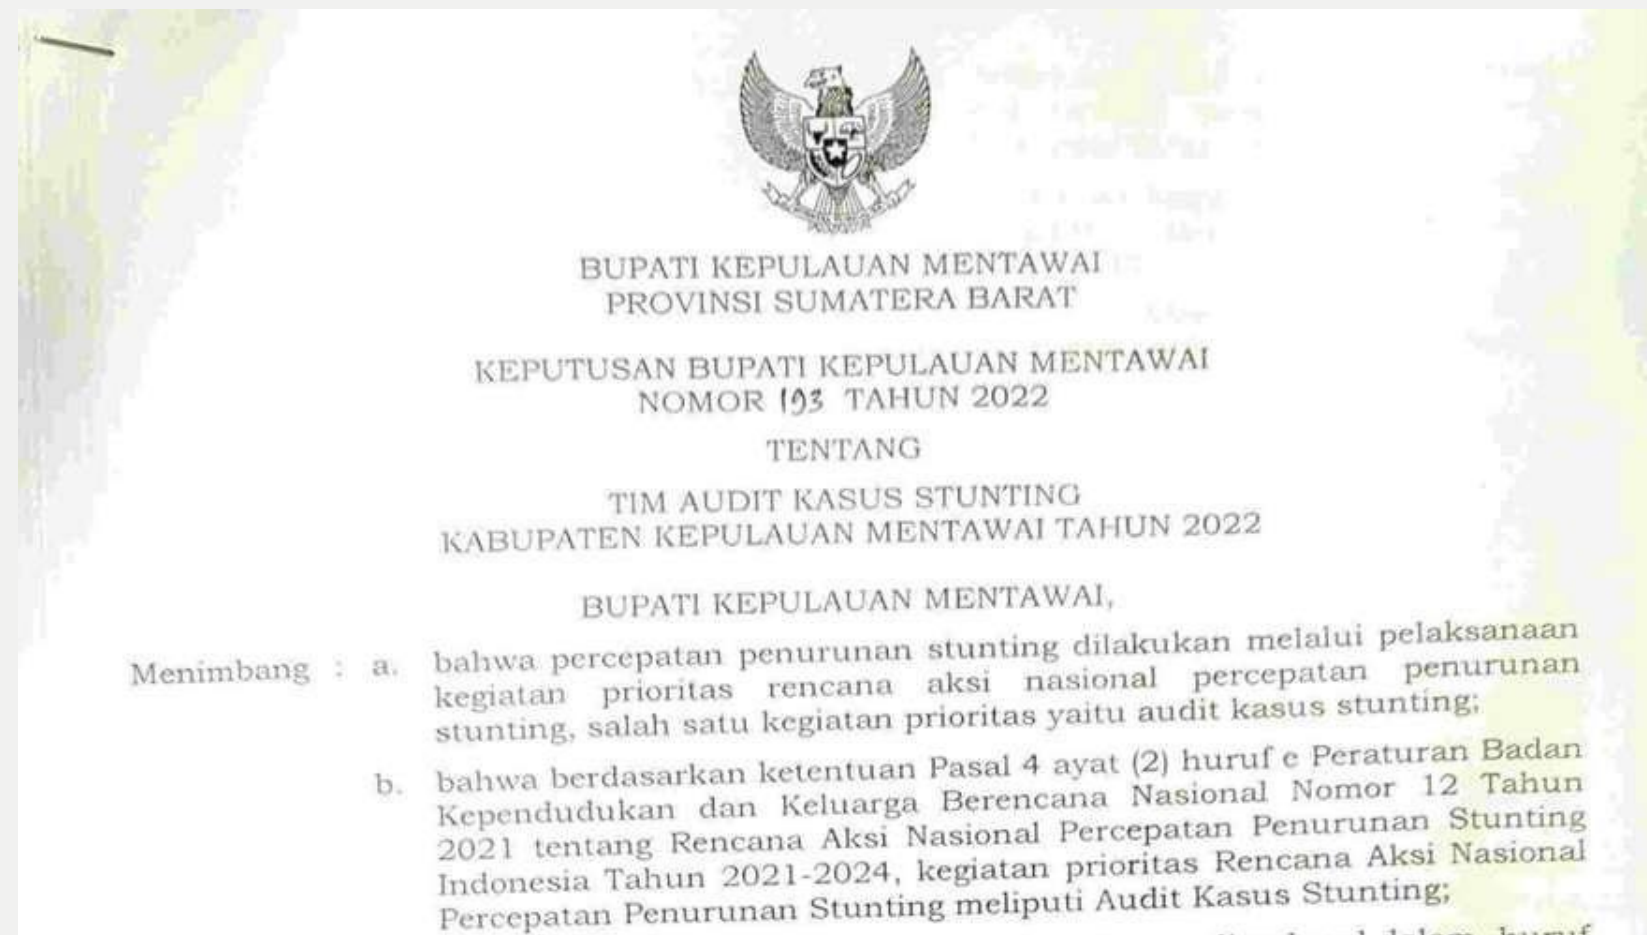 BUPATI KEPULAUAN MENTAWAI
PROVINSI SUMATERA BARAT
KEPUTUSAN BUPATI KEPULAUAN MENTAWAI
NOMOR 193 TAHUN 2022
TENTANG
TIM AUDIT KASUS STUNTING
KABUPATEN KEPULAUAN MENTAWAI TAHUN 2022
BUPATI KEPULAUAN MENTAWAI,
Menimbang : a. bahwa percepatan penurunan stunting dilakukan melalui pelaksanaan
kegiatan prioritas rencana aksi nasional percepatan penurunan
stunting, salah satu kegiatan prioritas yaitu audit kasus stunting;
b. bahwa berdasarkan ketentuan Pasal 4 ayat (2) huruf e Peraturan Badan
Kependudukan dan Keluarga Berencana Nasional Nomor 12 Tahun
2021 tentang Rencana Aksi Nasional Percepatan Penurunan Stunting
Indonesia Tahun 2021-2024, kegiatan prioritas Rencana Aksi Nasional
Percepatan Penurunan Stunting meliputi Audit Kasus Stunting;
huruf